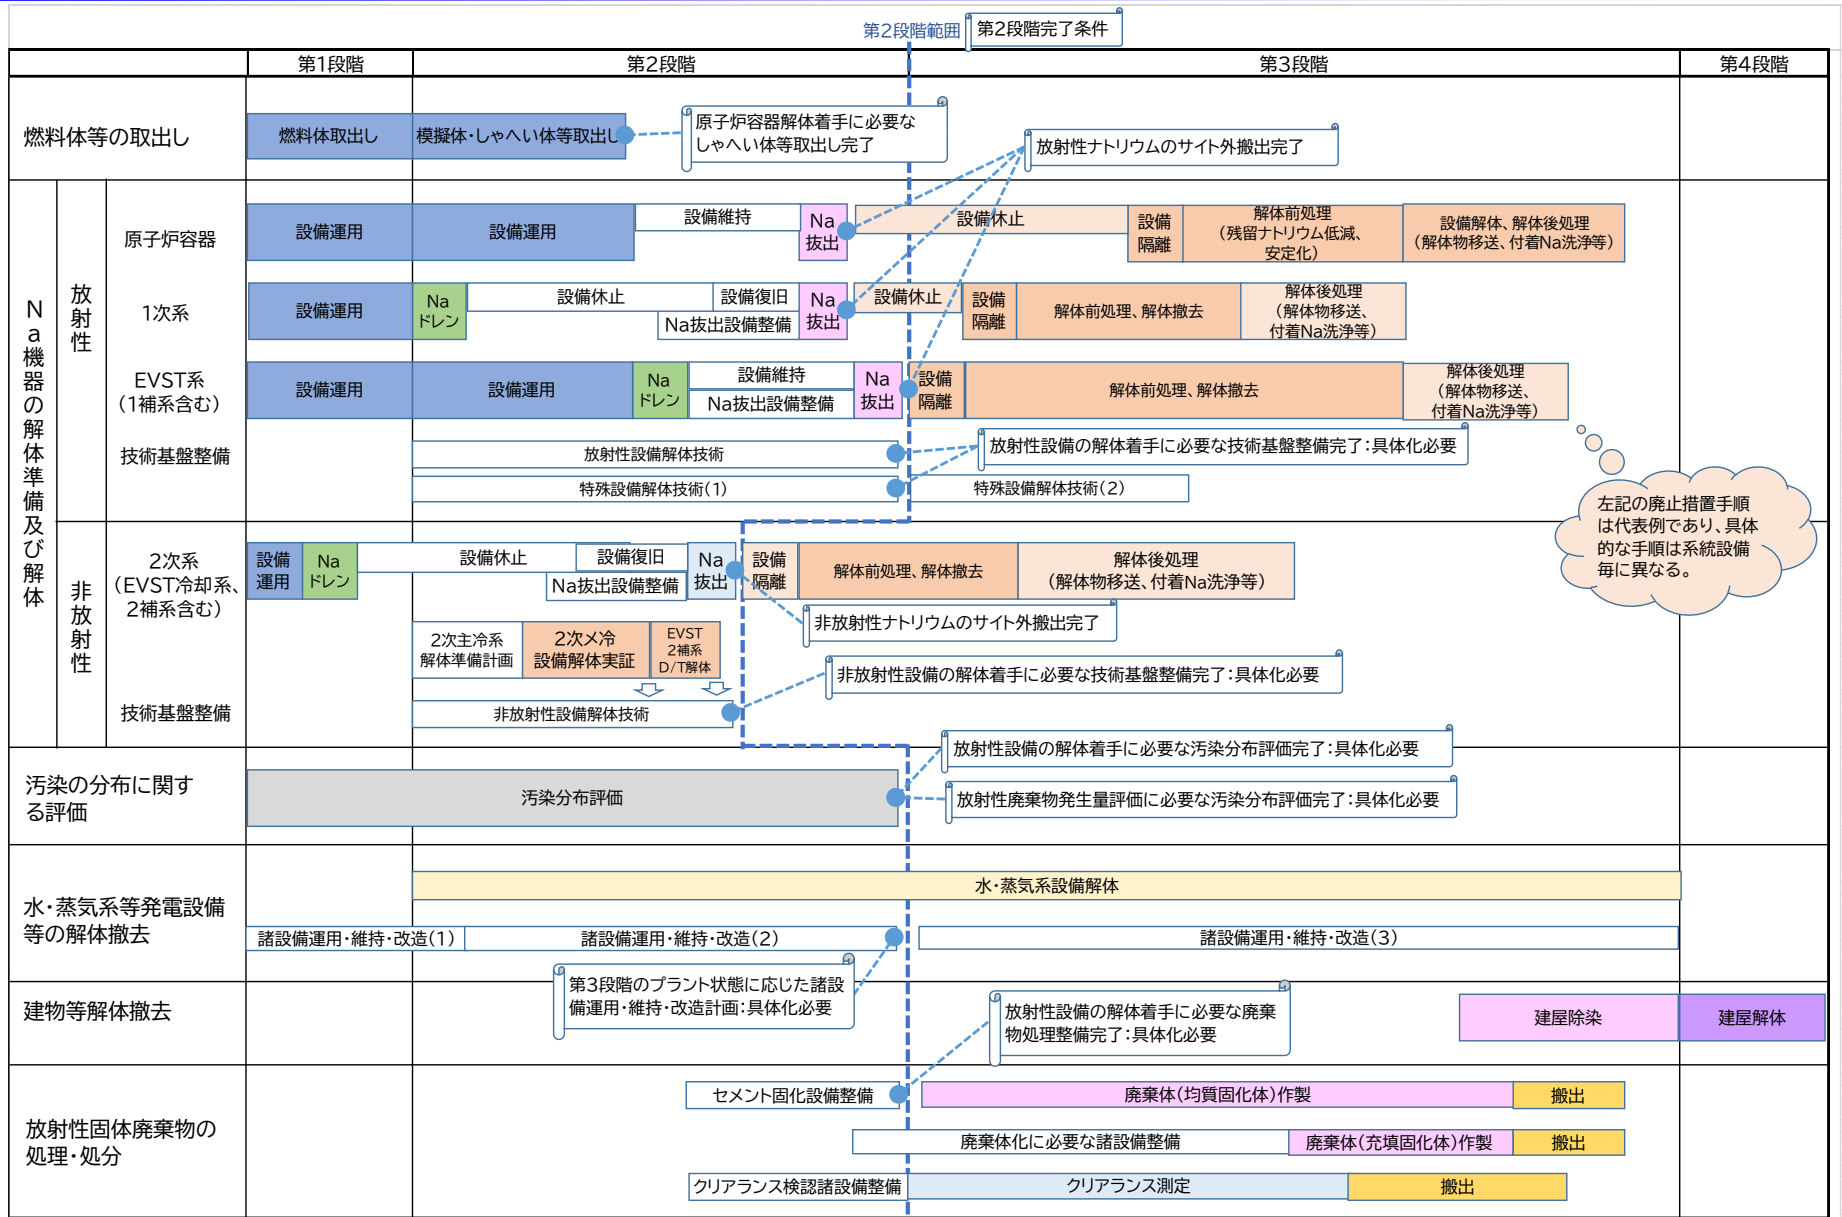 第2段階範囲
第2段階完了条件
第1段階
第2段階
第3段階
第4段階
燃料体等の取出し
燃料体取出し
模擬体・しゃへい体等取出し
原子炉容器解体着手に必要な
しゃへい体等取出し完了
放射性ナトリウムのサイト外搬出完了
Na機器の解体準備及び解体
放射性
原子炉容器
設備運用
設備運用
設備維持
Na
抜出
設備休止
設備
隔離
解体前処理
(残留ナトリウム低減、
安定化)
設備解体、解体後処理
(解体物移送、付着Na洗浄等)
1次系
設備運用
Na
ドレン
設備休止
設備復旧
Na抜出設備整備
Na
抜出
設備休止
設備
隔離
解体前処理、解体撤去
解体後処理
(解体物移送、
付着Na洗浄等)
EVST系
(1補系含む)
設備運用
設備運用
Na
ドレン
設備維持
Na抜出設備整備
Na
抜出
設備
隔離
解体前処理、解体撤去
解体後処理
(解体物移送、
付着Na洗浄等)
技術基盤整備
放射性設備解体技術
放射性設備の解体着手に必要な技術基盤整備完了:具体化必要
特殊設備解体技術(1)
特殊設備解体技術(2)
左記の廃止措置手順
は代表例であり、具体
的な手順は系統設備
毎に異なる。
非放射性
2次系
(EVST冷却系、
2補系含む)
設備
運用
Na
ドレン
設備休止
設備復旧
Na抜出設備整備
Na
抜出
設備
隔離
解体前処理、解体撤去
解体後処理
(解体物移送、付着Na洗浄等)
非放射性ナトリウムのサイト外搬出完了
2次主冷系
解体準備計画
2次メ冷
設備解体実証
EVST
2補系
D/T解体
非放射性設備の解体着手に必要な技術基盤整備完了:具体化必要
技術基盤整備
非放射性設備解体技術
汚染の分布に関す
る評価
汚染分布評価
放射性設備の解体着手に必要な汚染分布評価完了:具体化必要
放射性廃棄物発生量評価に必要な汚染分布評価完了:具体化必要
水・蒸気系等発電設備
等の解体撤去
水・蒸気系設備解体
諸設備運用・維持・改造(1)
諸設備運用・維持・改造(2)
諸設備運用・維持・改造(3)
第3段階のプラント状態に応じた諸設
備運用・維持・改造計画:具体化必要
建物等解体撤去
放射性設備の解体着手に必要な廃棄
物処理整備完了:具体化必要
建屋除染
建屋解体
放射性固体廃棄物の
処理・処分
セメント固化設備整備
廃棄体(均質固化体)作製
搬出
廃棄体化に必要な諸設備整備
廃棄体(充填固化体)作製
搬出
クリアランス検認諸設備整備
クリアランス測定
搬出